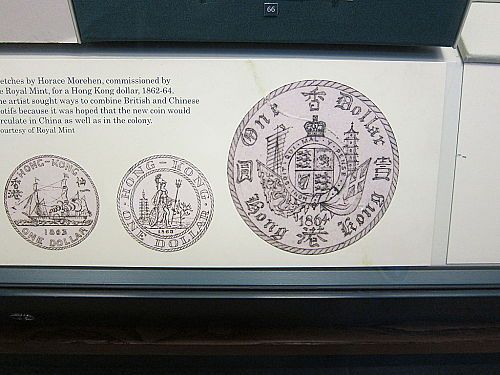 66
etches by Horace Morehen, commissioned by
e Royal Mint, for a Hong Kong dollar, 1862-64.
he artist sought ways to combine British and Chinese
otifs because it was hoped that the new coin would
rculate in China as well as in the colony.
ourtesy of Royal Mint
HONG-KONG
1863
ONE DOLLAR
HONG-KONG
1863
ONE DOLLAR
香
One Dollar
圓 壹
1864
Hong Kong
港